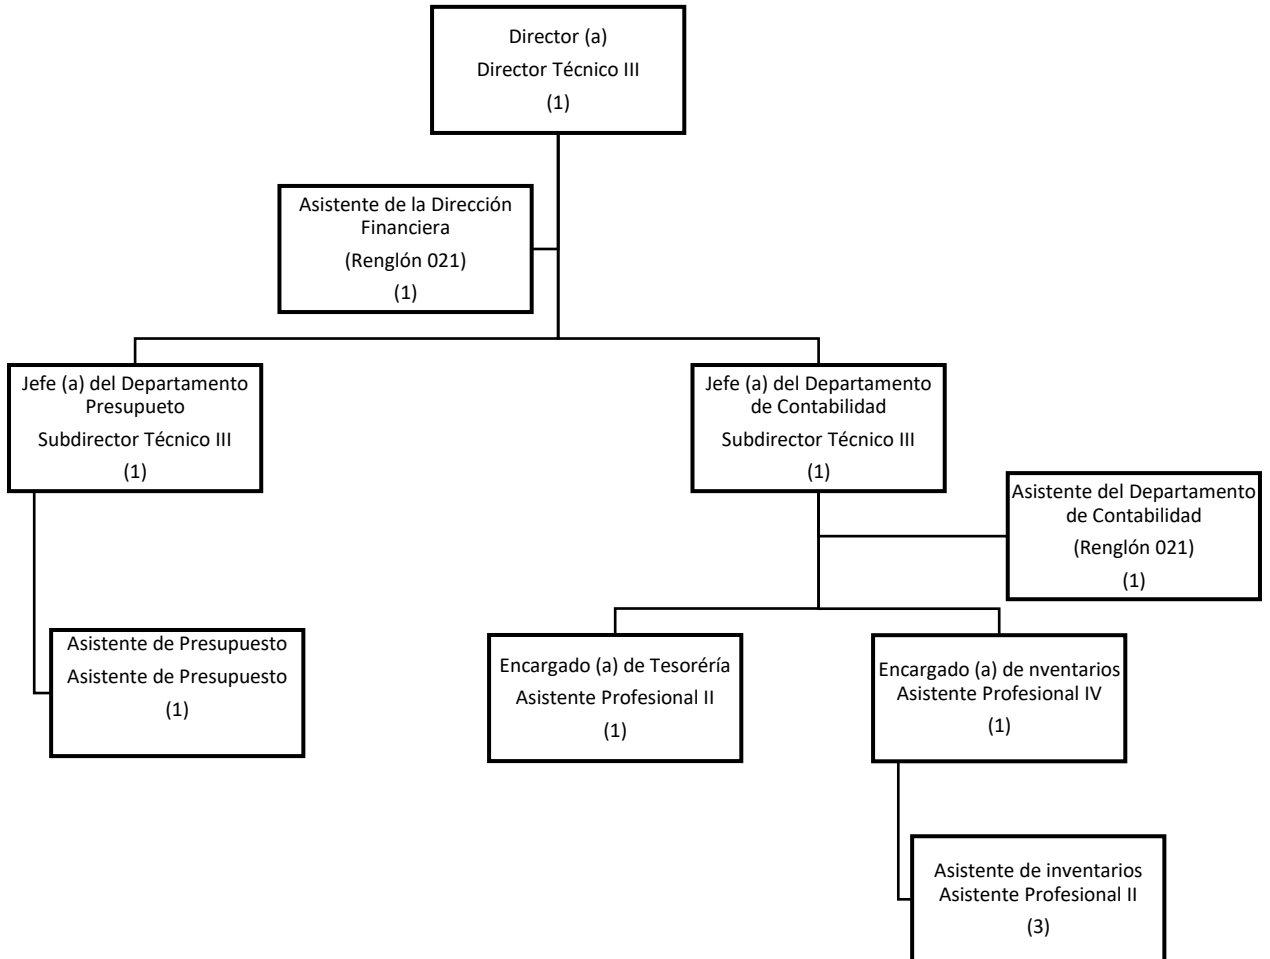 Director (a)
Director Técnico III
(1)
Asistente de la Dirección
Financiera
(Renglón 021)
(1)
Jefe (a) del Departamento
Presupueto
Subdirector Técnico III
(1)
Jefe (a) del Departamento
de Contabilidad
Subdirector Técnico III
(1)
Asistente del Departamento
de Contabilidad
(Renglón 021)
(1)
Asistente de Presupuesto
Asistente de Presupuesto
(1)
Encargado (a) de Tesoréría
Asistente Profesional II
(1)
Encargado (a) de nventarios
Asistente Profesional IV
(1)
Asistente de inventarios
Asistente Profesional II
(3)